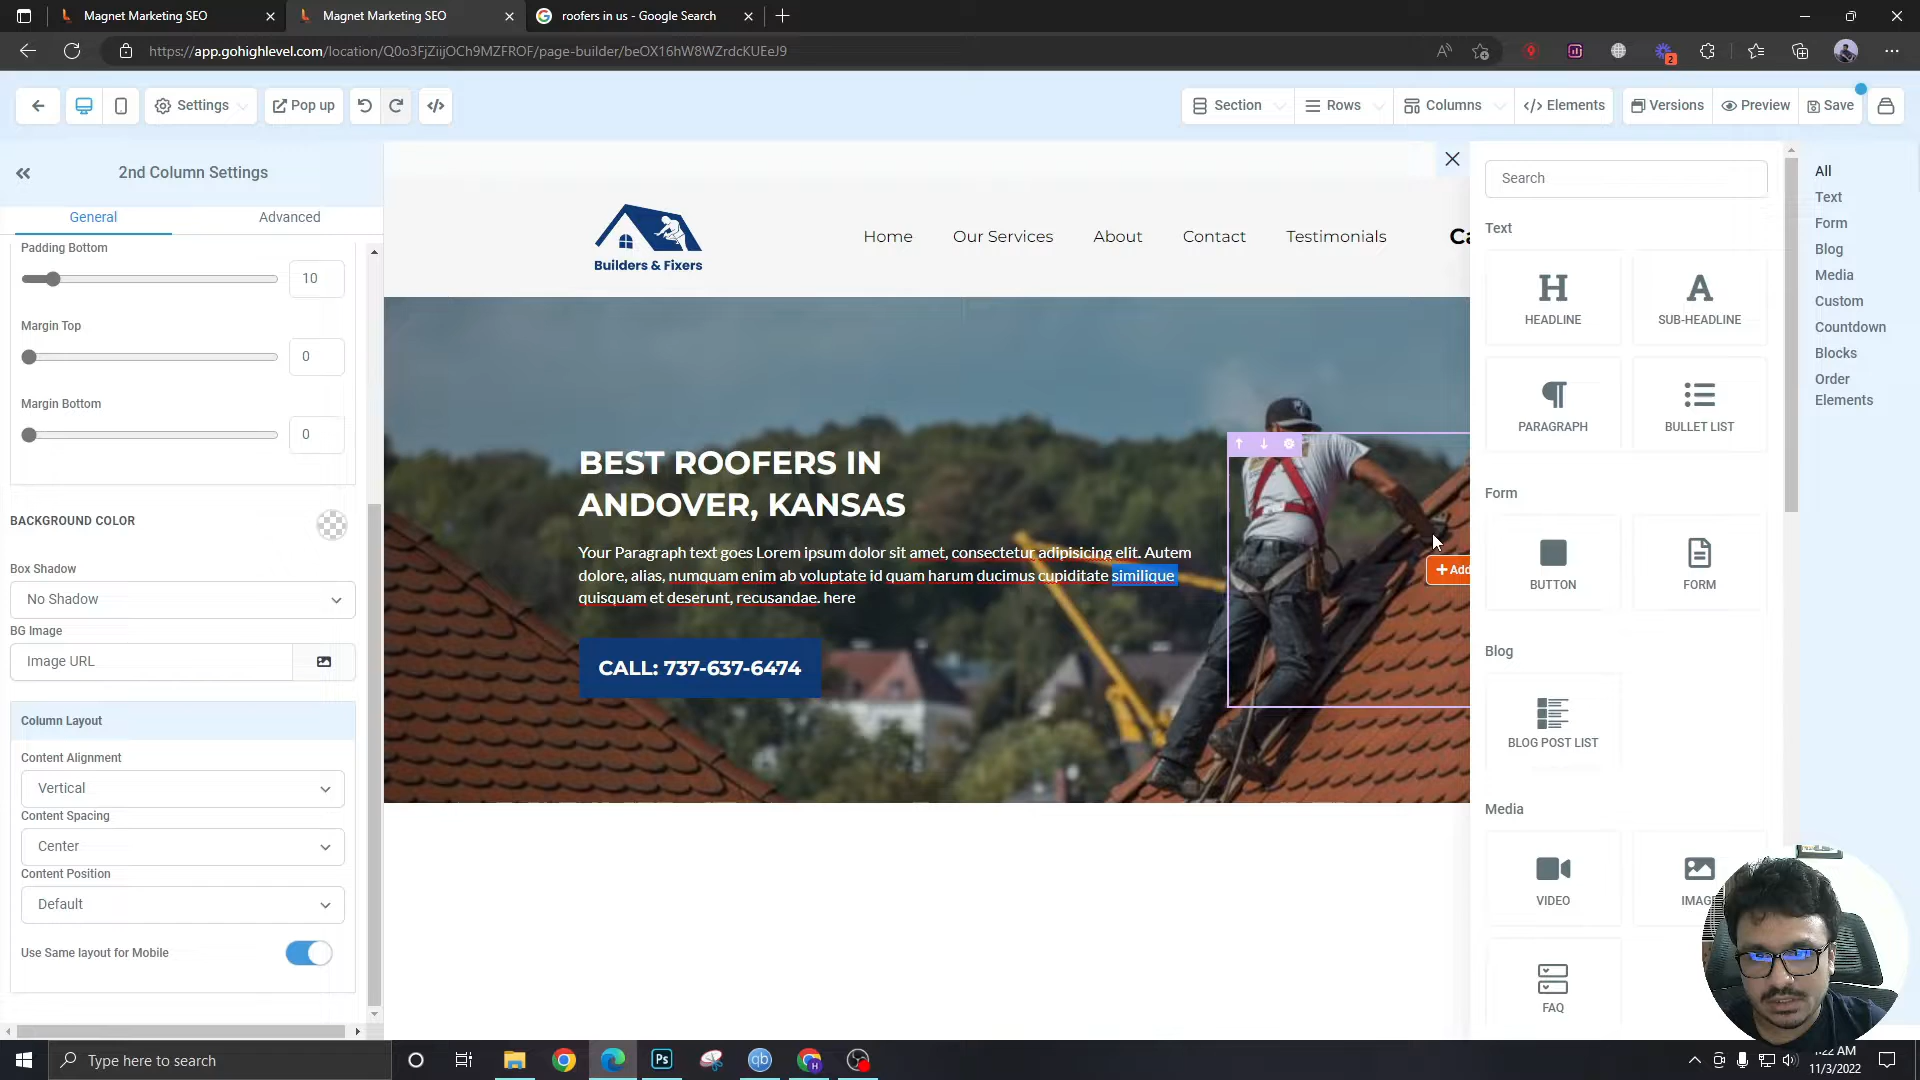 Magnet Marketing SEO
Magnet Marketing SEO
roofers in us - Google Search
https://app.gohighlevel.com/location/Q0o3FjZiijOCh9MZFROF/page-builder/beOX16hW8WZrdcKUEeJ9
2
Settings
Pop up
Section
Rows
Columns
</> Elements
Versions
Preview
Save
2nd Column Settings
General
Advanced
Padding Bottom
10
Margin Top
0
Margin Bottom
0
BACKGROUND COLOR
Box Shadow
No Shadow
BG Image
Image URL
Column Layout
Content Alignment
Vertical
Content Spacing
Center
Content Position
Default
Use Same layout for Mobile
Builders & Fixers
Home
Our Services
About
Contact
Testimonials
Ca
BEST ROOFERS IN
ANDOVER, KANSAS
Your Paragraph text goes Lorem ipsum dolor sit amet, consectetur adipisicing elit. Autem
dolore, alias, numquam enim ab voluptate id quam harum ducimus cupiditate similique
quisquam et deserunt, recusandae. here
CALL: 737-637-6474
+ Add
Search
Text
HEADLINE
SUB-HEADLINE
PARAGRAPH
BULLET LIST
Form
BUTTON
FORM
Blog
BLOG POST LIST
Media
VIDEO
IMAG
FAQ
All
Text
Form
Blog
Media
Custom
Countdown
Blocks
Order
Elements
Type here to search
Ps
qb
:22 AM
11/3/2022